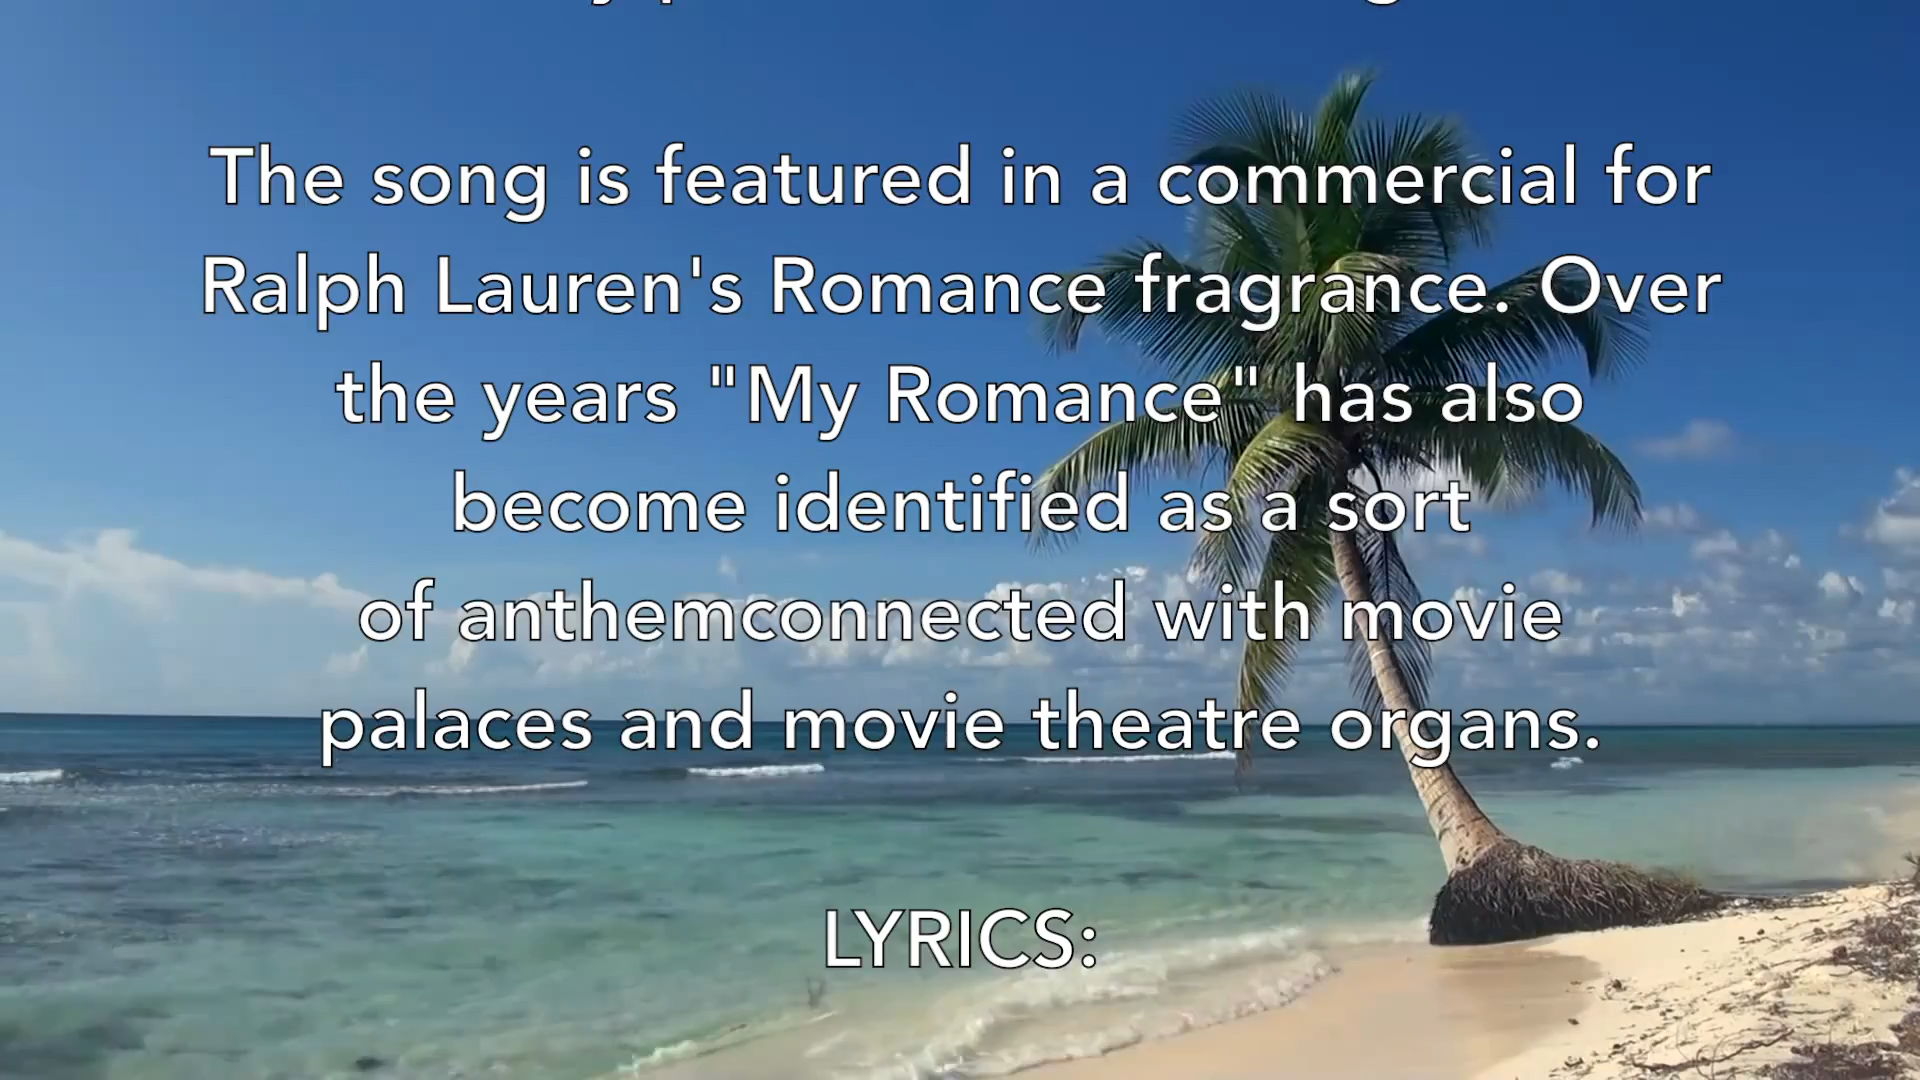 The song is featured in a commercial for
Ralph Lauren's Romance fragrance. Over
the years "My Romance" has also
become identified as a sort
of anthemconnected with movie
palaces and movie theatre organs.
LYRICS: